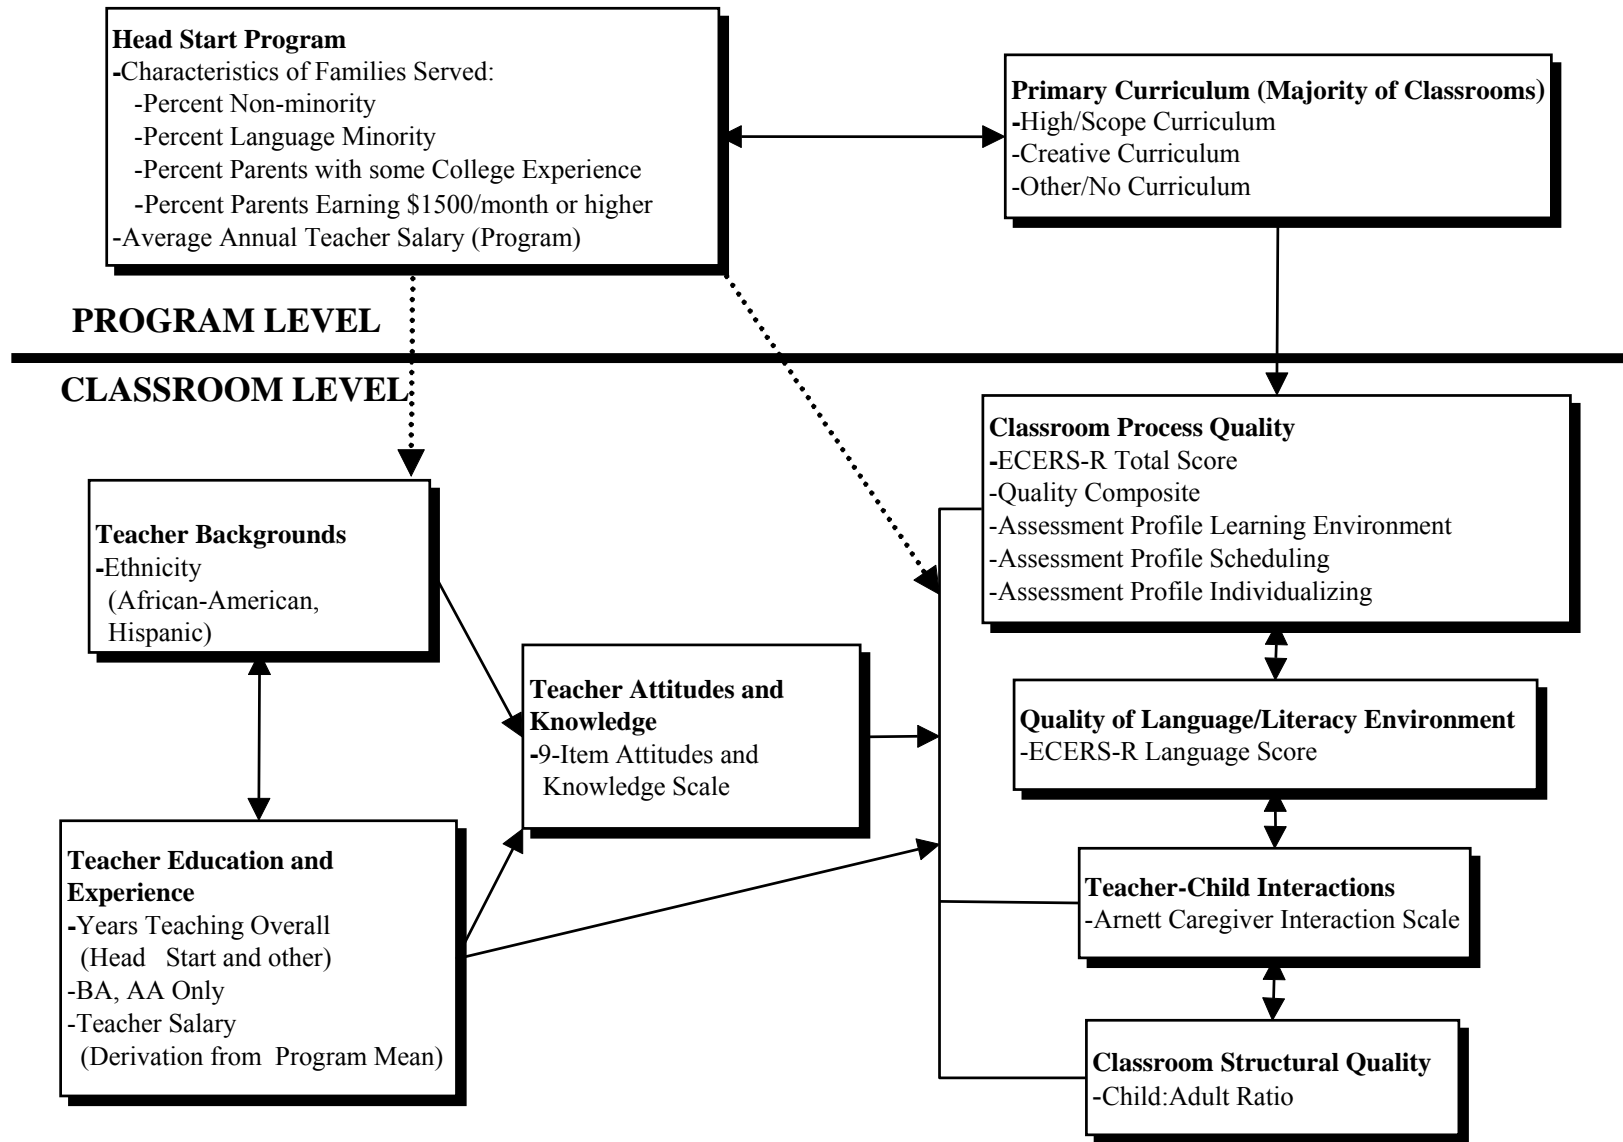 Head Start Program
-Characteristics of Families Served:
-Percent Non-minority
-Percent Language Minority
-Percent Parents with some College Experience
-Percent Parents Earning $1500/month or higher
-Average Annual Teacher Salary (Program)
Primary Curriculum (Majority of Classrooms)
-High/Scope Curriculum
-Creative Curriculum
-Other/No Curriculum
PROGRAM LEVEL
CLASSROOM LEVEL
Classroom Process Quality
-ECERS-R Total Score
-Quality Composite
-Assessment Profile Learning Environment
-Assessment Profile Scheduling
-Assessment Profile Individualizing
Teacher Backgrounds
-Ethnicity
(African-American,
Hispanic)
Teacher Attitudes and
Knowledge
-9-Item Attitudes and
Knowledge Scale
Quality of Language/Literacy Environment
-ECERS-R Language Score
Teacher Education and
Experience
-Years Teaching Overall
(Head Start and other)
-BA, AA Only
-Teacher Salary
(Derivation from Program Mean)
Teacher-Child Interactions
-Arnett Caregiver Interaction Scale
Classroom Structural Quality
-Child:Adult Ratio